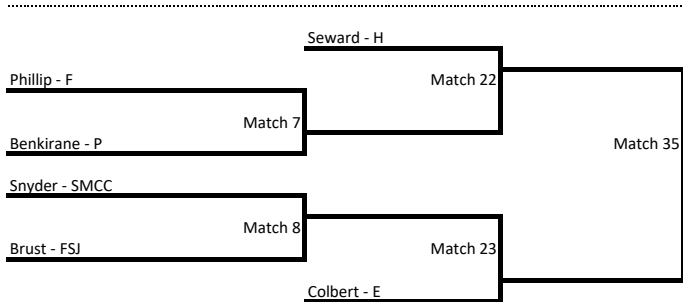 Seward - H
Phillip - F
Match 22
Match 7
Benkirane - P
Match 35
Snyder - SMCC
Match 8
Brust - FSJ
Match 23
Colbert - E